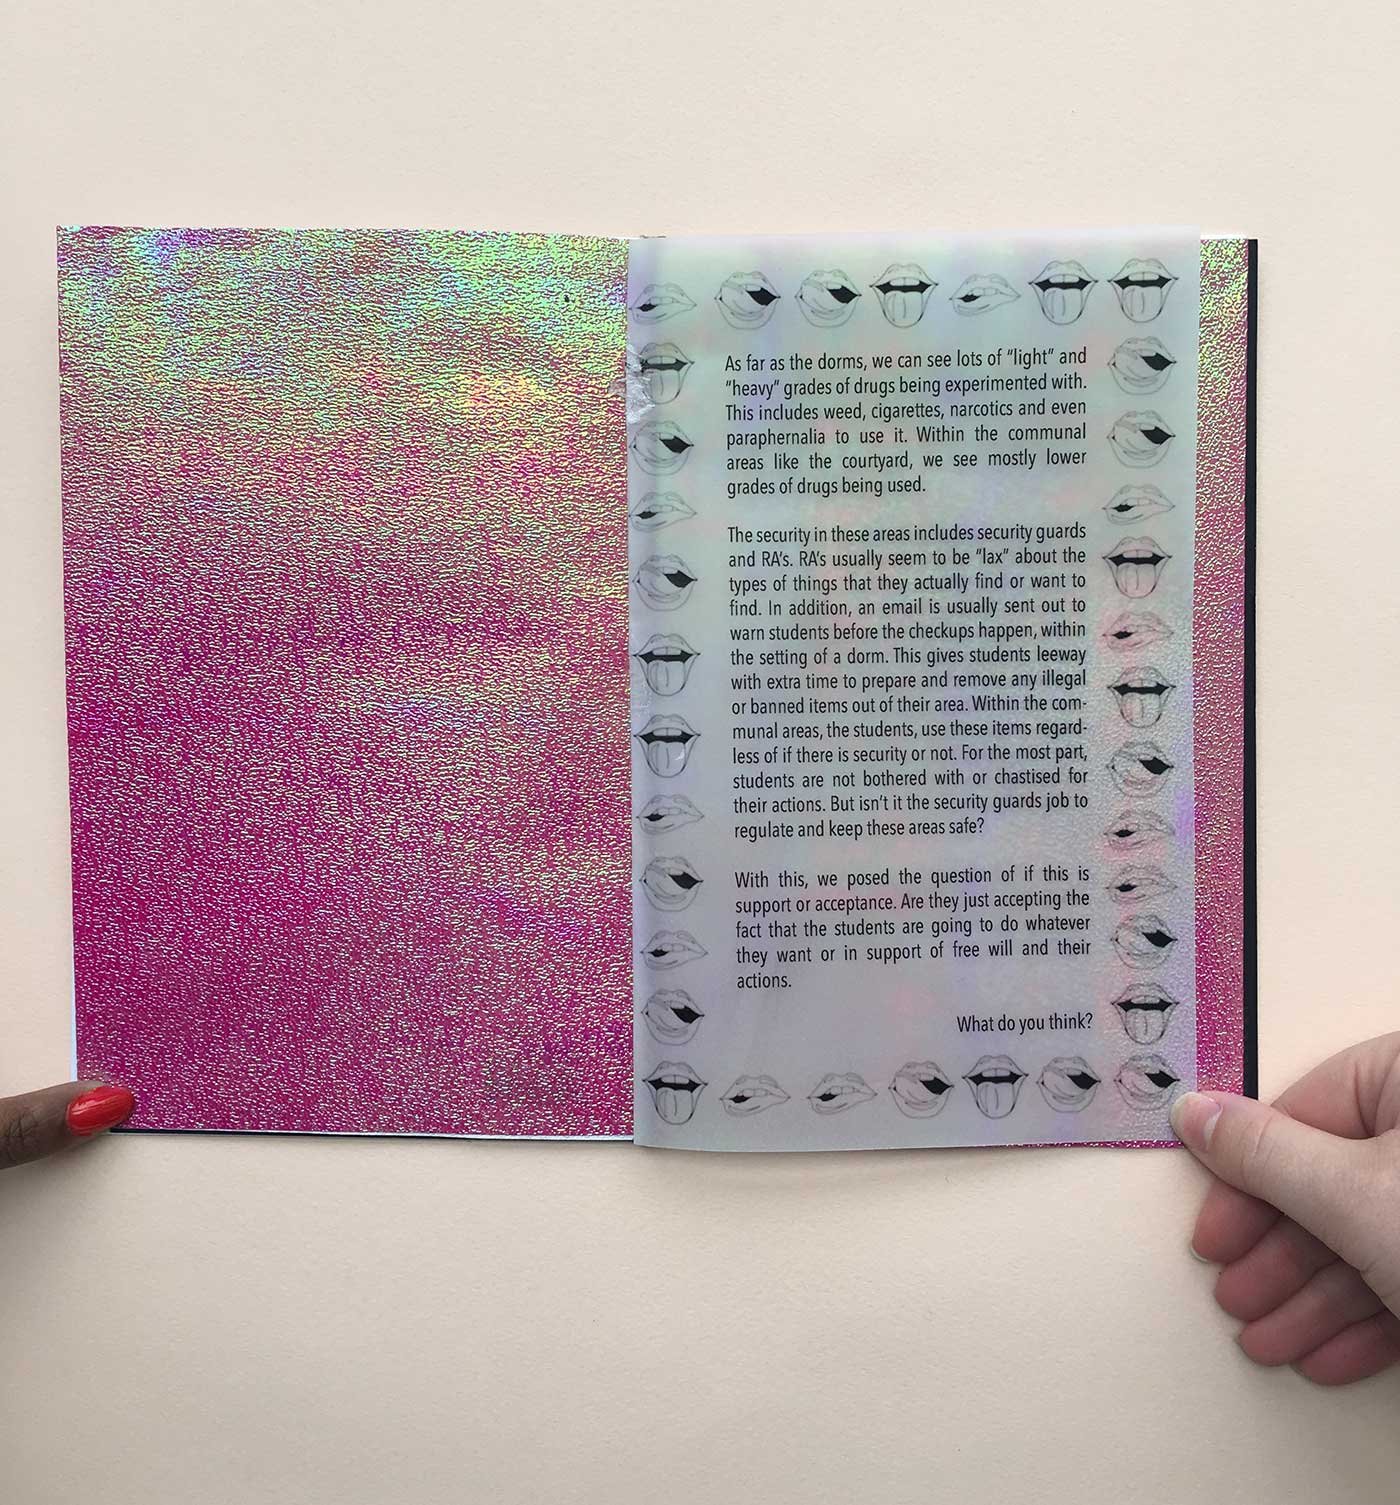 As far as the dorms, we can see lots of "light" and
"heavy" grades of drugs being experimented with.
This includes weed, cigarettes, narcotics and even
paraphernalia to use it. Within the communal
areas like the courtyard, we see mostly lower
grades of drugs being used.
The security in these areas includes security guards
and RA's. RA's usually seem to be "lax" about the
types of things that they actually find or want to
find. In addition, an email is usually sent out to
warn students before the checkups happen, within
the setting of a dorm. This gives students leeway
with extra time to prepare and remove any illegal
or banned items out of their area. Within the com-
munal areas, the students, use these items regard-
less of if there is security or not. For the most part,
students are not bothered with or chastised for
their actions. But isn't it the security guards job to
regulate and keep these areas safe?
With this, we posed the question of if this is
support or acceptance. Are they just accepting the
fact that the students are going to do whatever
they want or in support of free will and their
actions.
What do you think?